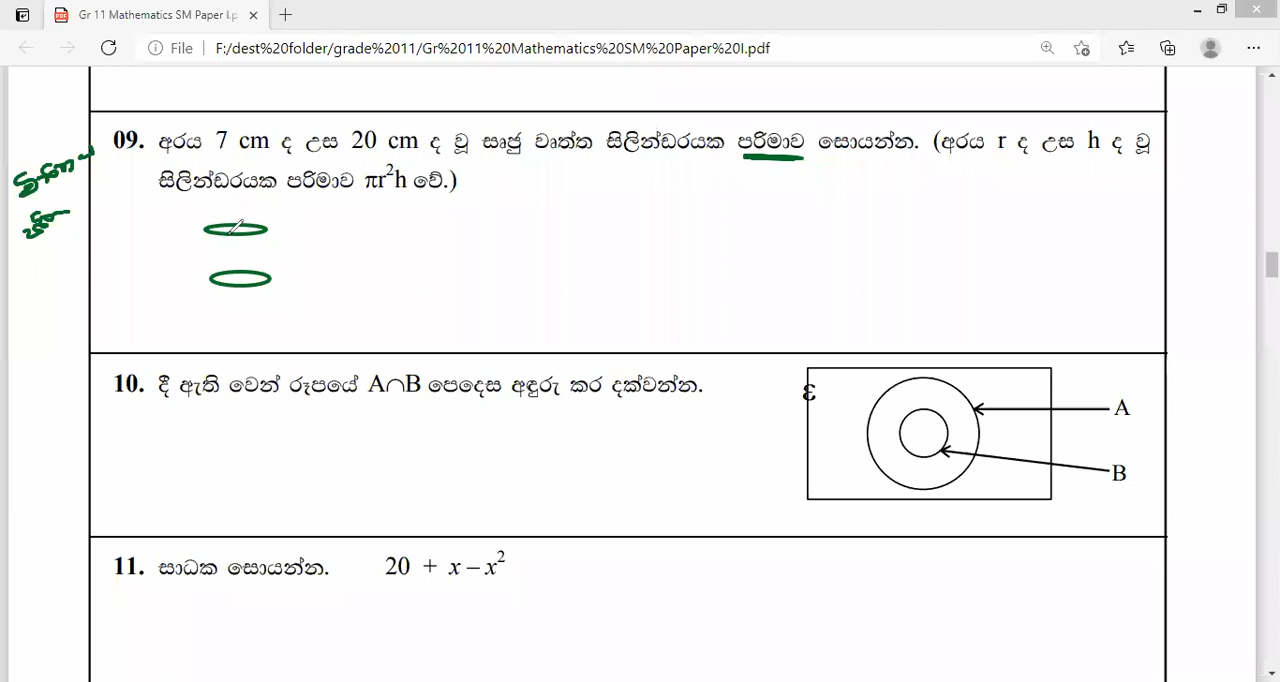 Gr 11 Mathematics SM Paper I.p
File F:/dest%20folder/grade%2011/Gr%2011%20Mathematics%20SM%20Paper%20I.pdf
09. අරය 7 cm ද උස 20 cm ද වූ සෘජු වෘත්ත සිලින්ඩරයක පරිමාව සොයන්න. (අරය r ද උස h ද වූ
සිලින්ඩරයක පරිමාව πr²h වේ.)
10. දී ඇති වෙන් රූපයේ A∩B පෙදෙස අඳුරු කර දක්වන්න.
ε
A
B
11. සාධක සොයන්න. 20 + x – x²